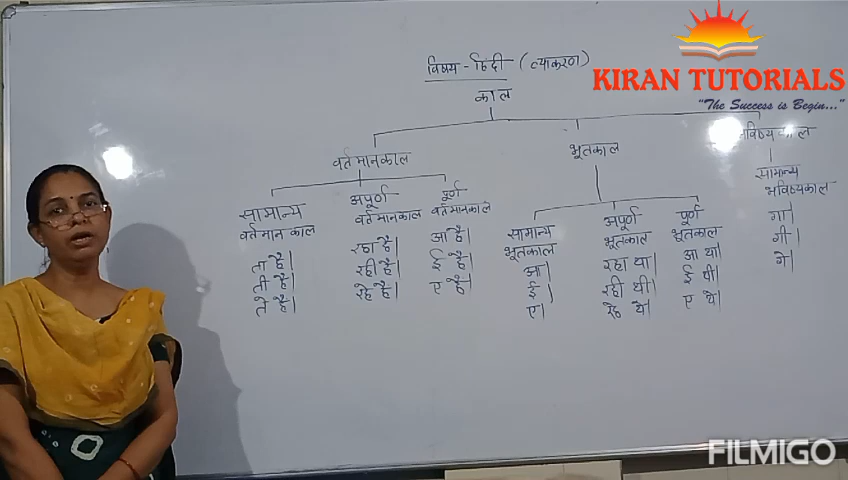 विषय - हिंदी (व्याकरण)
काल
KIRAN TUTORIALS
"The Success is Begin..."
वर्तमानकाल
भूतकाल
भविष्य काल
सामान्य
वर्तमान काल
ता है।
ती है।
ते है।
अपूर्ण
वर्तमानकाल
रहा है।
रही है।
रहे है।
पूर्ण
वर्तमानकाल
आ है।
ई है।
ए है।
सामान्य
भूतकाल
आ।
ई।
ए।
अपूर्ण
भूतकाल
रहा था।
रही थी।
रहे थे।
पूर्ण
भूतकाल
आ था।
ई थी।
ए थे।
सामान्य
भविष्यकाल
गा।
गी।
गे।
FILMIGO